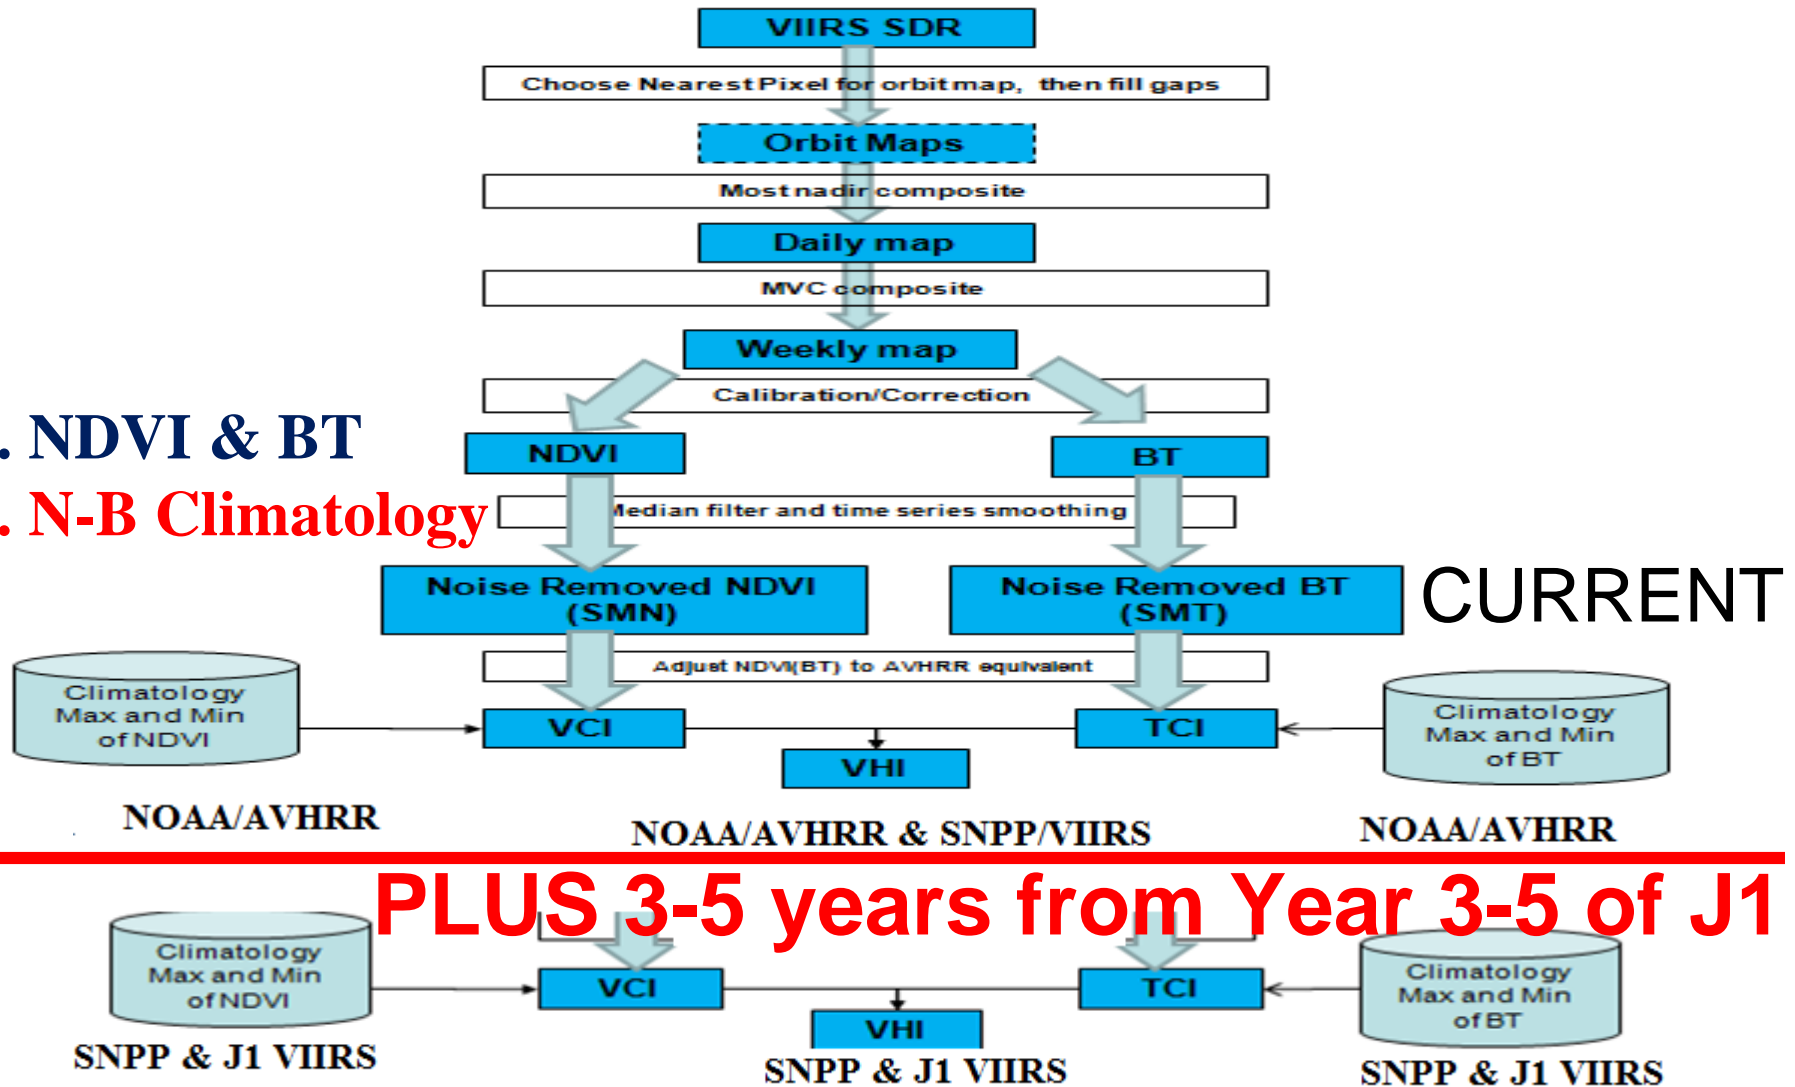 VIIRS SDR
Choose Nearest Pixel for orbit map, then fill gaps
Orbit Maps
Most nadir composite
Daily map
MVC composite
Weekly map
Calibration/Correction
. NDVI & BT
NDVI
BT
. N-B Climatology
Median filter and time series smoothing
Noise Removed NDVI
(SMN)
Noise Removed BT
(SMT)
CURRENT
Adjust NDVI(BT) to AVHRR equivalent
Climatology
Max and Min
of NDVI
VCI
TCI
Climatology
Max and Min
of BT
VHI
NOAA/AVHRR
NOAA/AVHRR & SNPP/VIIRS
NOAA/AVHRR
PLUS 3-5 years from Year 3-5 of J1
Climatology
Max and Min
of NDVI
VCI
TCI
Climatology
Max and Min
of BT
VHI
SNPP & J1 VIIRS
SNPP & J1 VIIRS
SNPP & J1 VIIRS